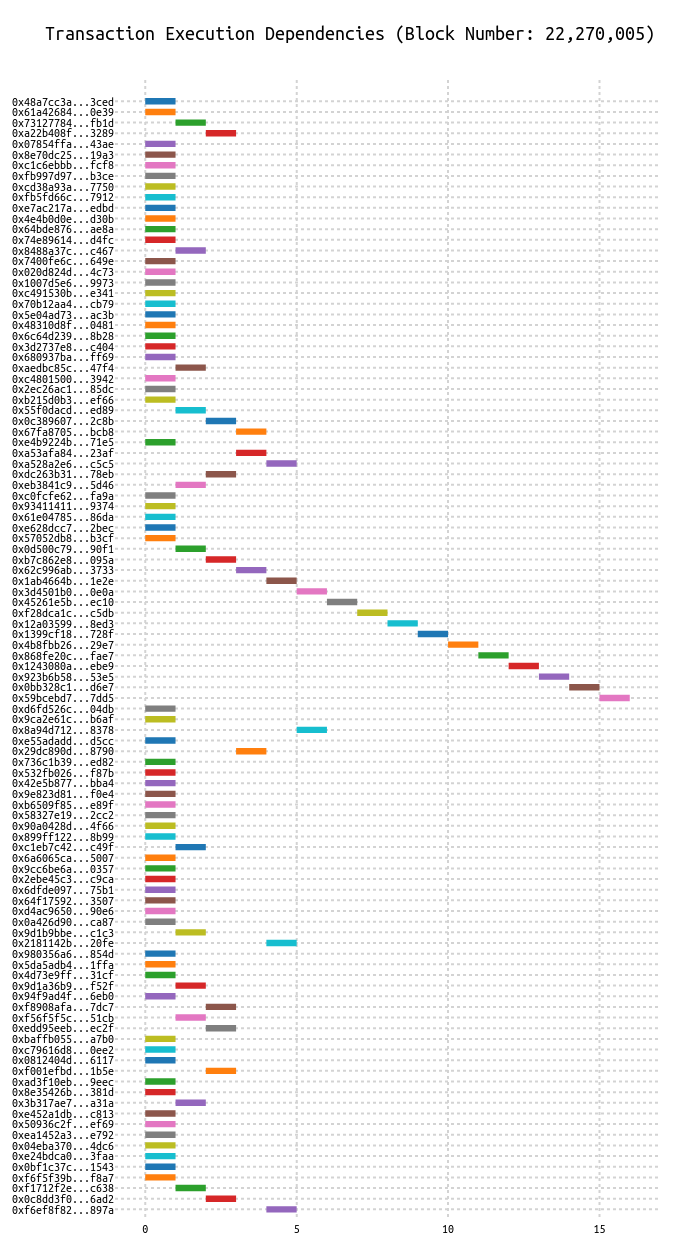 Transaction Execution Dependencies (Block Number: 22,270,005)
0x48a7cc3a...3ced
0x61a42684...0e39
0x73127784...fb1d
0xa22b408f...3289
0x07854ffa...43ae
0x8e70dc25...19a3
0xc1c6ebbb...fcf8
0xfb997d97...b3ce
0xcd38a93a...7750
0xfb5fd66c...7912
0xe7ac217a...edbd
0x4e4b0d0e...d30b
0x64bde876...ae8a
0x74e89614...d4fc
0x8488a37c...c467
0x7400fe6c...649e
0x020d824d...4c73
0x1007d5e6...9973
0xc491530b...e341
0x70b12aa4...cb79
0x5e04ad73...ac3b
0x48310d8f...0481
0x6c64d239...8b28
0x3d2737e8...c404
0x680937ba...ff69
0xaedbc85c...47f4
0xc4801500...3942
0x2ec26ac1...85dc
0xb215d0b3...ef66
0x55f0dacd...ed89
0x0c389607...2c8b
0x67fa8705...bcb8
0xe4b9224b...71e5
0xa53afa84...23af
0xa528a2e6...c5c5
0xdc263b31...78eb
0xeb3841c9...5d46
0xc0fcfe62...fa9a
0x93411411...9374
0x61e04785...86da
0xe628dcc7...2bec
0x57052db8...b3cf
0x0d500c79...90f1
0xb7c862e8...095a
0x62c996ab...3733
0x1ab4664b...1e2e
0x3d4501b0...0e0a
0x45261e5b...ec10
0xf28dca1c...c5db
0x12a03599...8ed3
0x1399cf18...728f
0x4b8fbb26...29e7
0x868fe20c...fae7
0x1243080a...ebe9
0x923b6b58...53e5
0x0bb328c1...d6e7
0x59bcebd7...7dd5
0xd6fd526c...04db
0x9ca2e61c...b6af
0x8a94d712...8378
0xe55adadd...d5cc
0x29dc890d...8790
0x736c1b39...ed82
0x532fb026...f87b
0x42e5b877...bba4
0x9e823d81...f0e4
0xb6509f85...e89f
0x58327e19...2cc2
0x90a0428d...4f66
0x899ff122...8b99
0xc1eb7c42...c49f
0x6a6065ca...5007
0x9cc6be6a...0357
0x2ebe45c3...c9ca
0x6dfde097...75b1
0x64f17592...3507
0xd4ac9650...90e6
0x0a426d90...ca87
0x9d1b9bbe...c1c3
0x2181142b...20fe
0x980356a6...854d
0x5da5adb4...1ffa
0x4d73e9ff...31cf
0x9d1a36b9...f52f
0x94f9ad4f...6eb0
0xf8908afa...7dc7
0xf56f5f5c...51cb
0xedd95eeb...ec2f
0xbaffb055...a7b0
0xc79616d8...0ee2
0x0812404d...6117
0xf001efbd...1b5e
0xad3f10eb...9eec
0x8e35426b...381d
0x3b317ae7...a31a
0xe452a1db...c813
0x50936c2f...ef69
0xea1452a3...e792
0x04eba370...4dc6
0xe24bdca0...3faa
0x0bf1c37c...1543
0xf6f5f39b...f8a7
0xf1712f2e...c638
0x0c8dd3f0...6ad2
0xf6ef8f82...897a
0 5 10 15